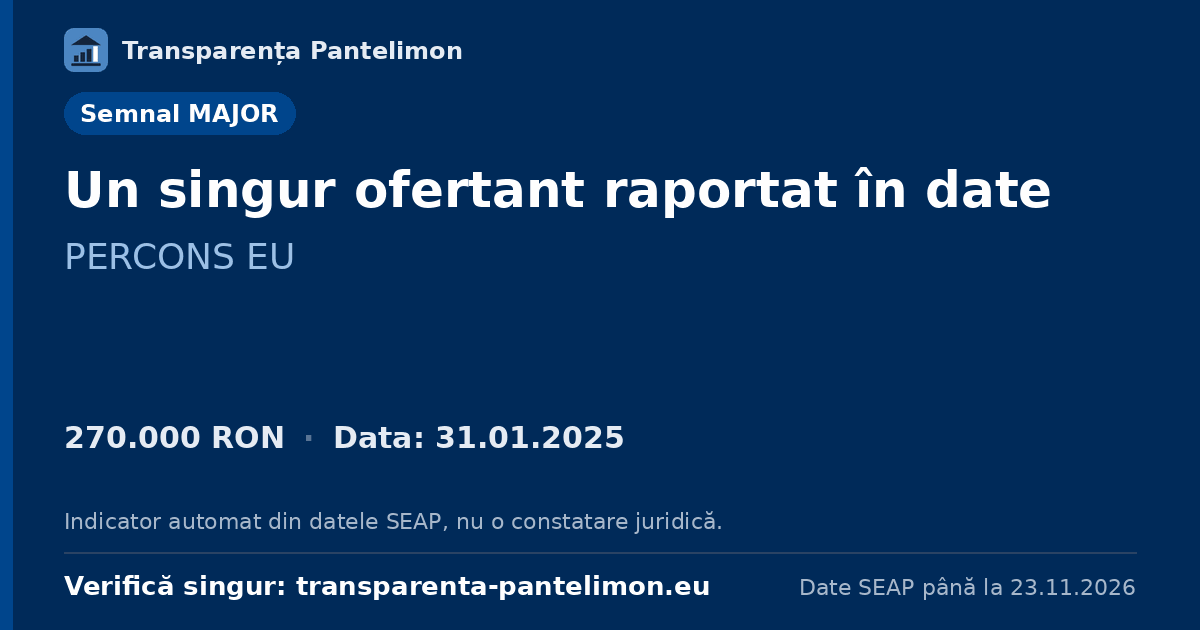 Transparența Pantelimon
Semnal MAJOR
Un singur ofertant raportat în date
PERCONS EU
270.000 RON · Data: 31.01.2025
Indicator automat din datele SEAP, nu o constatare juridică.
Verifică singur: transparenta-pantelimon.eu
Date SEAP până la 23.11.2026